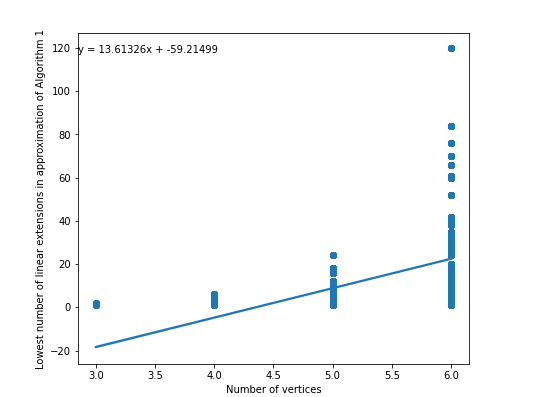 y = 13.61326x + -59.21499
Lowest number of linear extensions in approximation of Algorithm 1
120
100
80
60
40
20
0
−20
3.0 3.5 4.0 4.5 5.0 5.5 6.0
Number of vertices